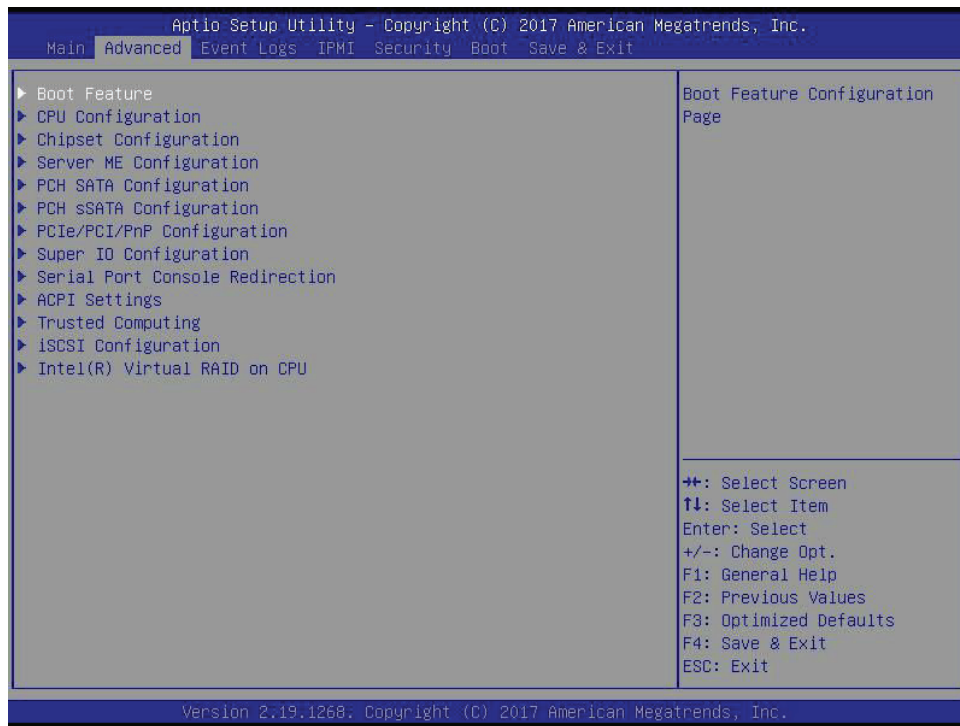 Aptio Setup Utility – Copyright (C) 2017 American Megatrends, Inc.
Main Advanced Event Logs IPMI Security Boot Save & Exit
Boot Feature
CPU Configuration
Chipset Configuration
Server ME Configuration
PCH SATA Configuration
PCH sSATA Configuration
PCIe/PCI/PnP Configuration
Super IO Configuration
Serial Port Console Redirection
ACPI Settings
Trusted Computing
iSCSI Configuration
Intel(R) Virtual RAID on CPU
Boot Feature Configuration
Page
→←: Select Screen
↑↓: Select Item
Enter: Select
+/-: Change Opt.
F1: General Help
F2: Previous Values
F3: Optimized Defaults
F4: Save & Exit
ESC: Exit
Version 2.19.1268. Copyright (C) 2017 American Megatrends, Inc.